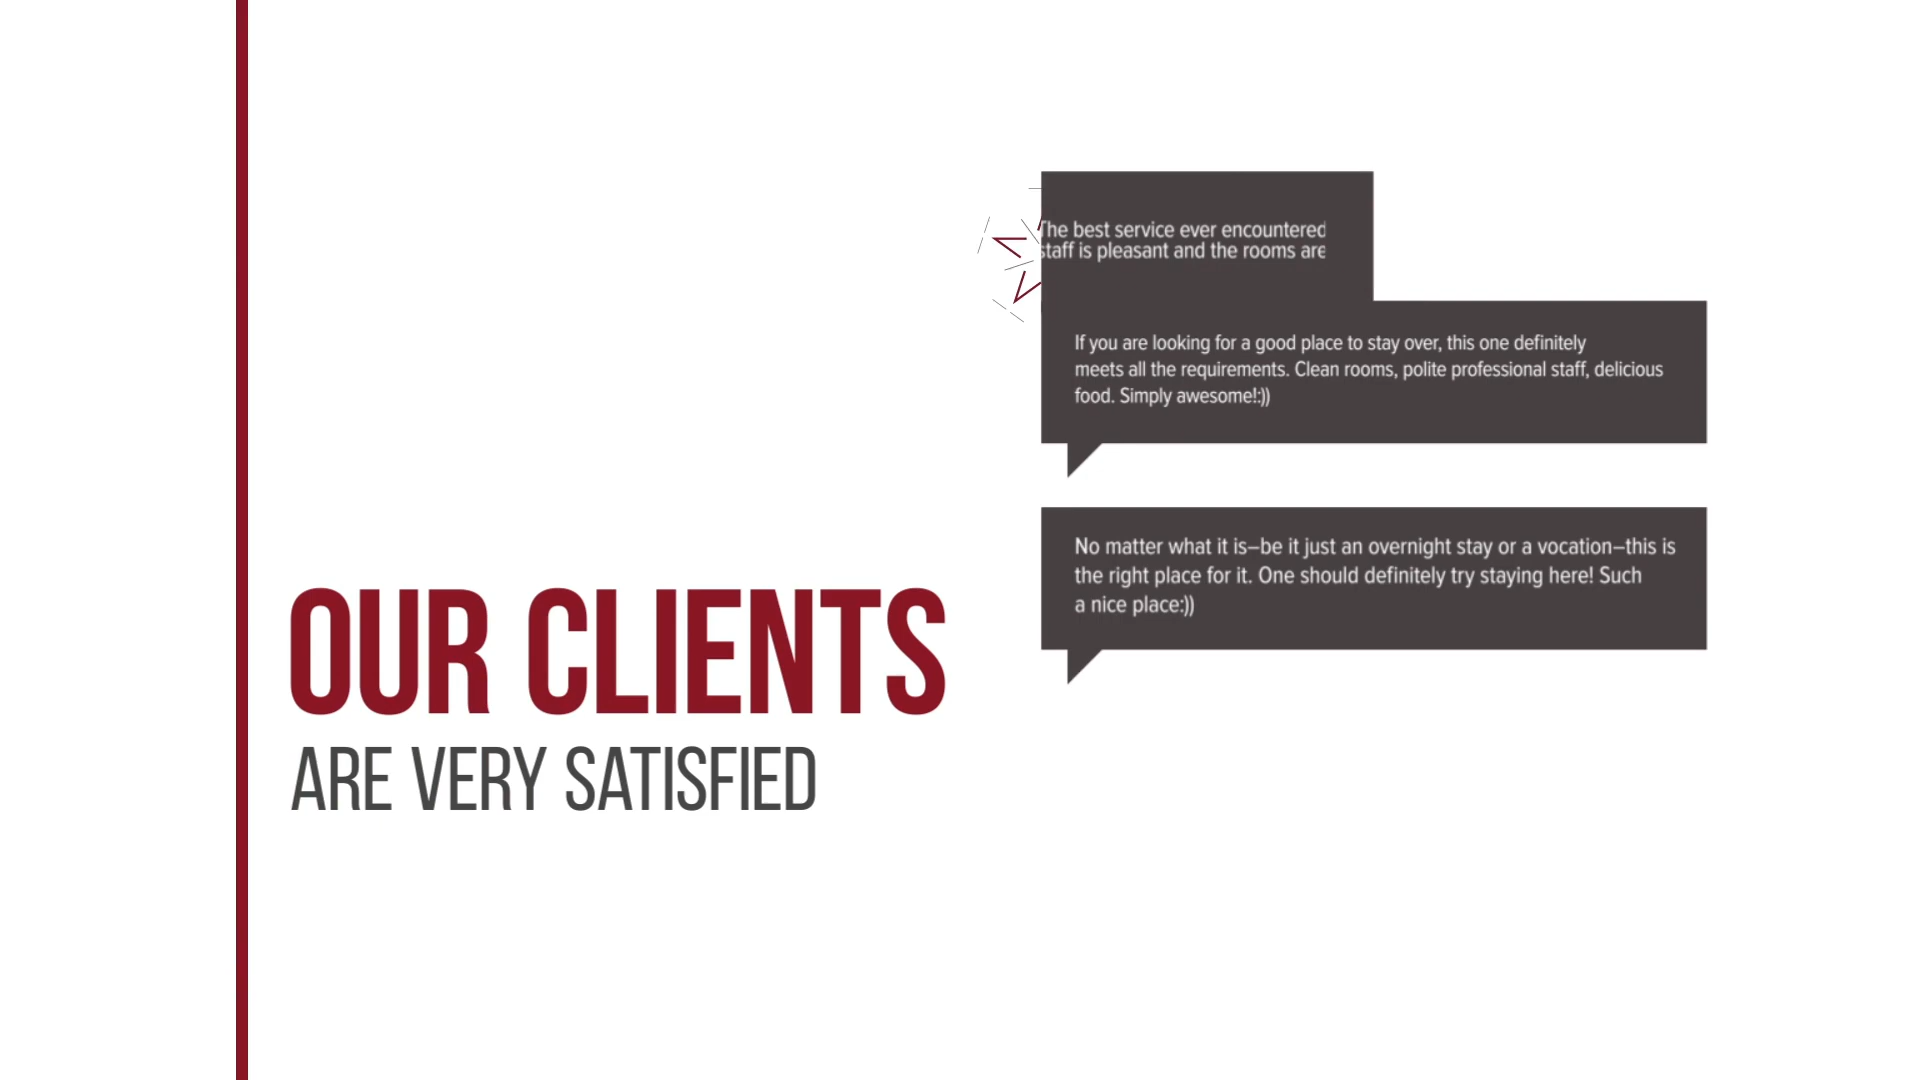 The best service ever encountered
staff is pleasant and the rooms are
If you are looking for a good place to stay over, this one definitely
meets all the requirements. Clean rooms, polite professional staff, delicious
food. Simply awesome!:))
No matter what it is–be it just an overnight stay or a vocation–this is
the right place for it. One should definitely try staying here! Such
a nice place:))
OUR CLIENTS
ARE VERY SATISFIED